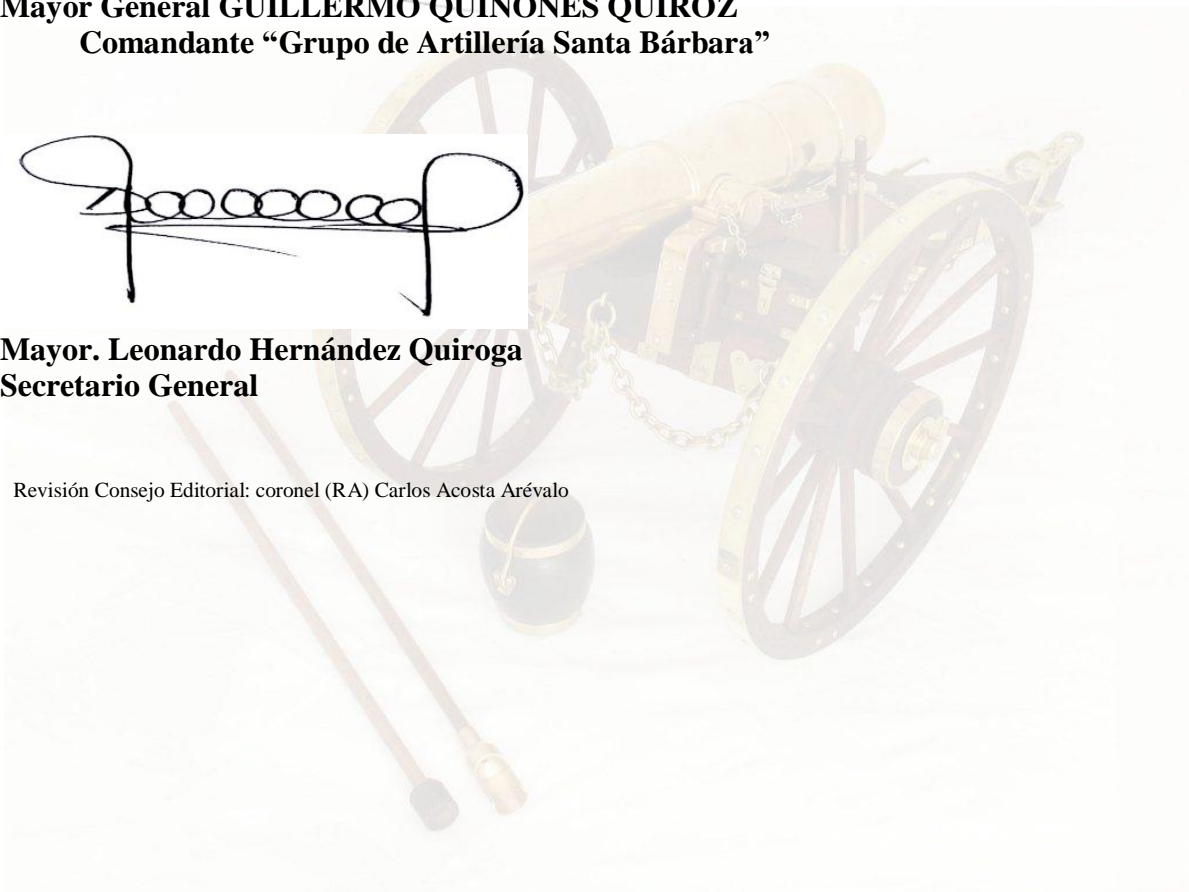 Mayor General GUILLERMO QUIÑONES QUIROZ
Comandante “Grupo de Artillería Santa Bárbara”
Mayor. Leonardo Hernández Quiroga
Secretario General
Revisión Consejo Editorial: coronel (RA) Carlos Acosta Arévalo